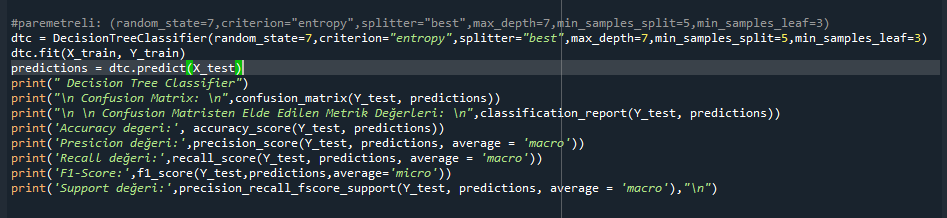 #paremetreli: (random_state=7,criterion="entropy",splitter="best",max_depth=7,min_samples_split=5,min_samples_leaf=3)
dtc = DecisionTreeClassifier(random_state=7,criterion="entropy",splitter="best",max_depth=7,min_samples_split=5,min_samples_leaf=3)
dtc.fit(X_train, Y_train)
predictions = dtc.predict(X_test)
print(" Decision Tree Classifier")
print("\n Confusion Matrix: \n",confusion_matrix(Y_test, predictions))
print("\n \n Confusion Matristen Elde Edilen Metrik Değerleri: \n",classification_report(Y_test, predictions))
print('Accuracy degeri:', accuracy_score(Y_test, predictions))
print('Presicion değeri:',precision_score(Y_test, predictions, average = 'macro'))
print('Recall değeri:',recall_score(Y_test, predictions, average = 'macro'))
print('F1-Score:',f1_score(Y_test,predictions,average='micro'))
print('Support değeri:',precision_recall_fscore_support(Y_test, predictions, average = 'macro'),"\n")